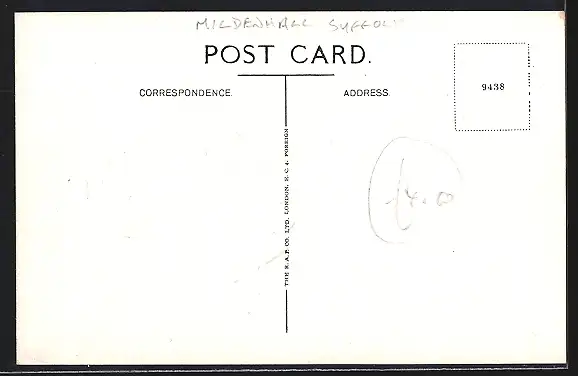 MILDENHALL SUFFOLK
POST CARD.
CORRESPONDENCE.
ADDRESS.
9438
THE R.A.P. CO. LTD. LONDON, E.C. 4. FOREIGN